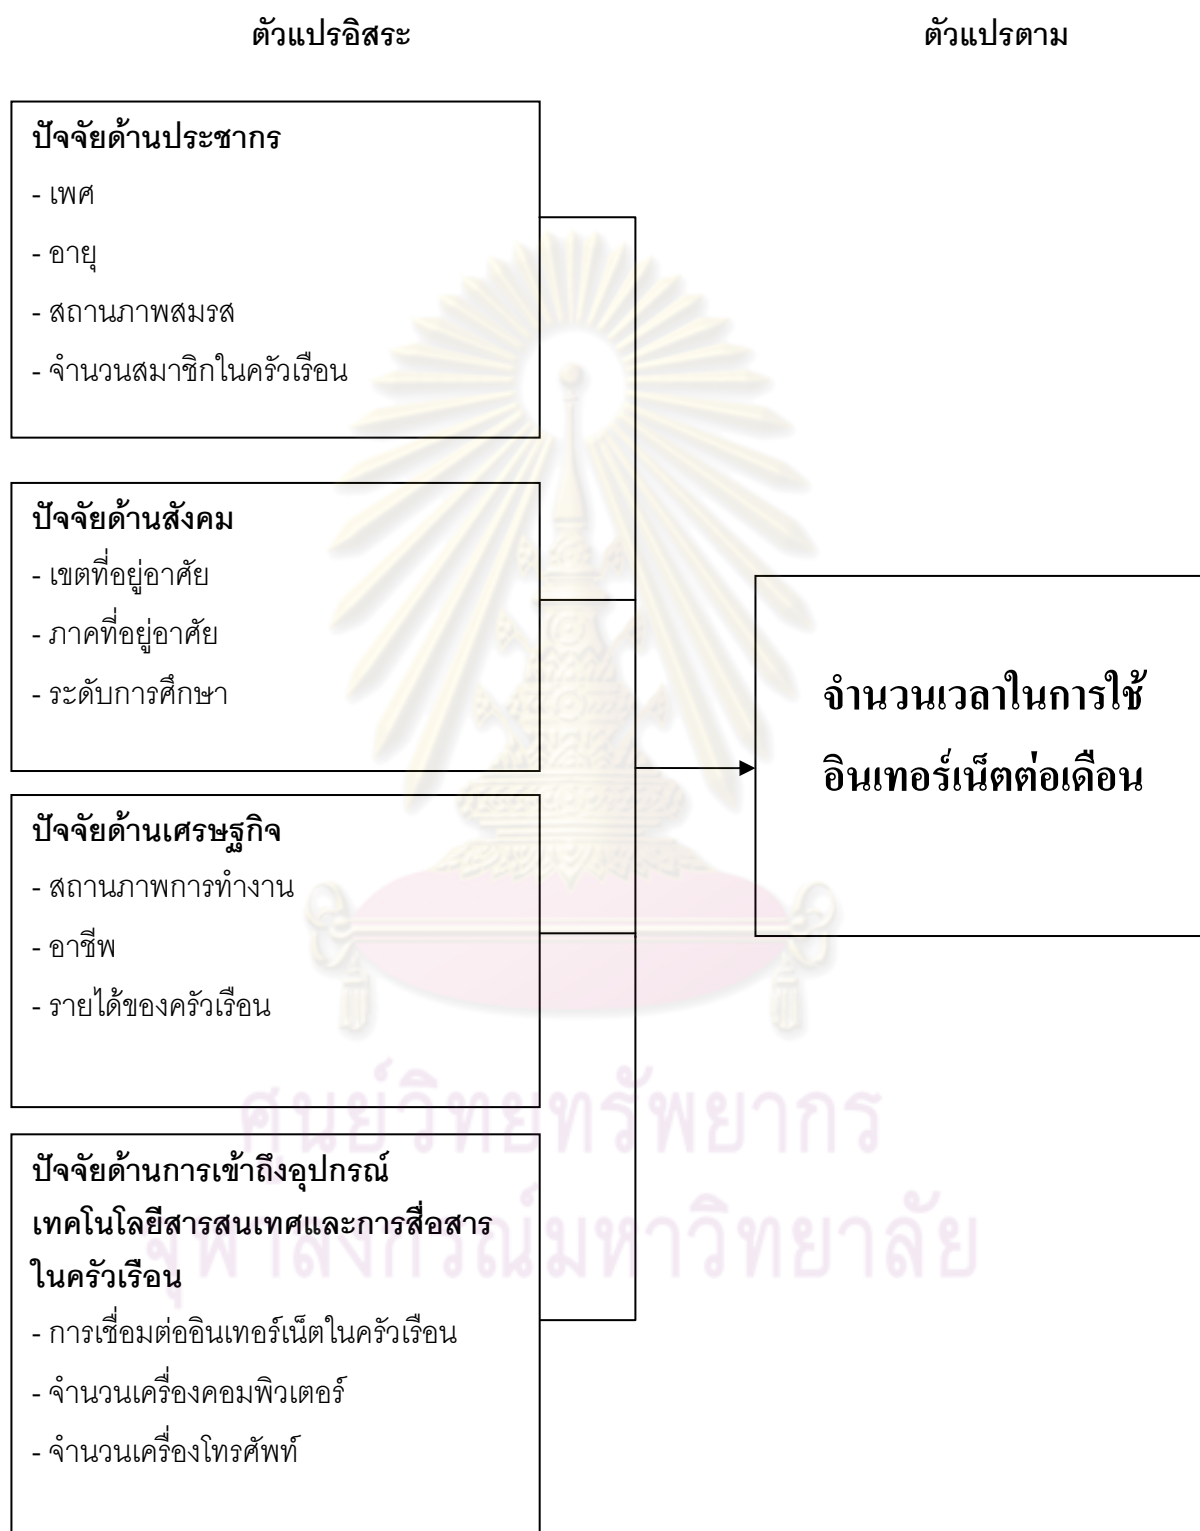 ตัวแปรอิสระ
ตัวแปรตาม
ปัจจัยด้านประชากร
- เพศ
- อายุ
- สถานภาพสมรส
- จำนวนสมาชิกในครัวเรือน
ปัจจัยด้านสังคม
- เขตที่อยู่อาศัย
- ภาคที่อยู่อาศัย
- ระดับการศึกษา
ปัจจัยด้านเศรษฐกิจ
- สถานภาพการทำงาน
- อาชีพ
- รายได้ของครัวเรือน
ปัจจัยด้านการเข้าถึงอุปกรณ์
เทคโนโลยีสารสนเทศและการสื่อสาร
ในครัวเรือน
- การเชื่อมต่ออินเทอร์เน็ตในครัวเรือน
- จำนวนเครื่องคอมพิวเตอร์
- จำนวนเครื่องโทรศัพท์
จำนวนเวลาในการใช้
อินเทอร์เน็ตต่อเดือน
ศูนย์วิทยทรัพยากร
จุฬาลงกรณ์มหาวิทยาลัย